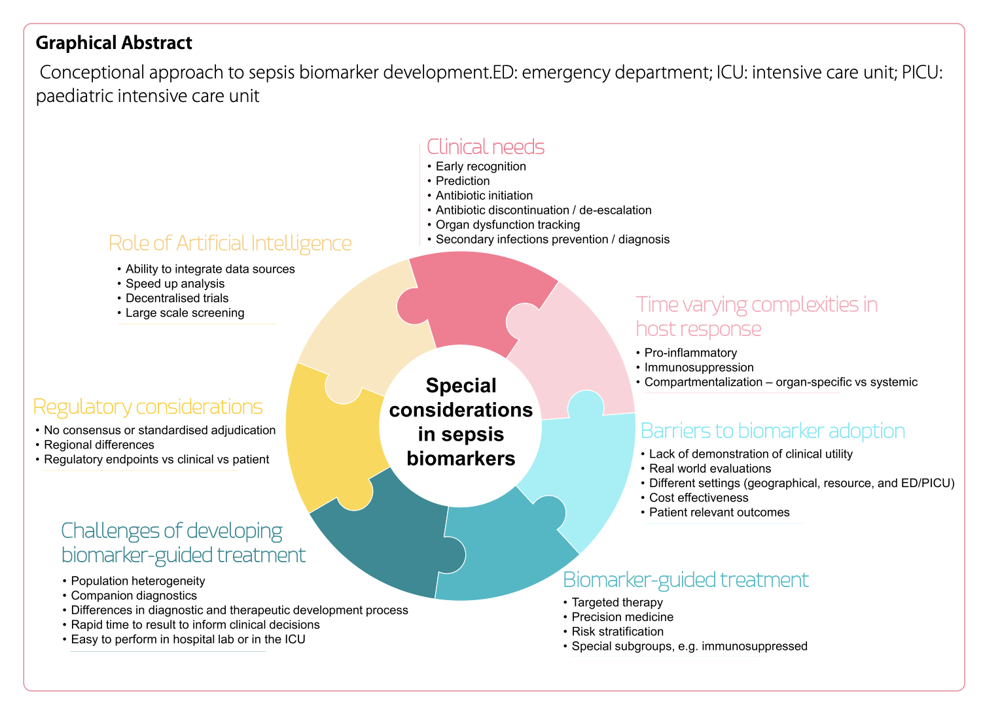 Graphical Abstract
Conceptional approach to sepsis biomarker development.ED: emergency department; ICU: intensive care unit; PICU:
paediatric intensive care unit
Clinical needs
• Early recognition
• Prediction
• Antibiotic initiation
• Antibiotic discontinuation / de-escalation
• Organ dysfunction tracking
• Secondary infections prevention / diagnosis
Time varying complexities in
host response
• Pro-inflammatory
• Immunosuppression
• Compartmentalization – organ-specific vs systemic
Barriers to biomarker adoption
• Lack of demonstration of clinical utility
• Real world evaluations
• Different settings (geographical, resource, and ED/PICU)
• Cost effectiveness
• Patient relevant outcomes
Biomarker-guided treatment
• Targeted therapy
• Precision medicine
• Risk stratification
• Special subgroups, e.g. immunosuppressed
Challenges of developing
biomarker-guided treatment
• Population heterogeneity
• Companion diagnostics
• Differences in diagnostic and therapeutic development process
• Rapid time to result to inform clinical decisions
• Easy to perform in hospital lab or in the ICU
Regulatory considerations
• No consensus or standardised adjudication
• Regional differences
• Regulatory endpoints vs clinical vs patient
Role of Artificial Intelligence
• Ability to integrate data sources
• Speed up analysis
• Decentralised trials
• Large scale screening
Special
considerations
in sepsis
biomarkers